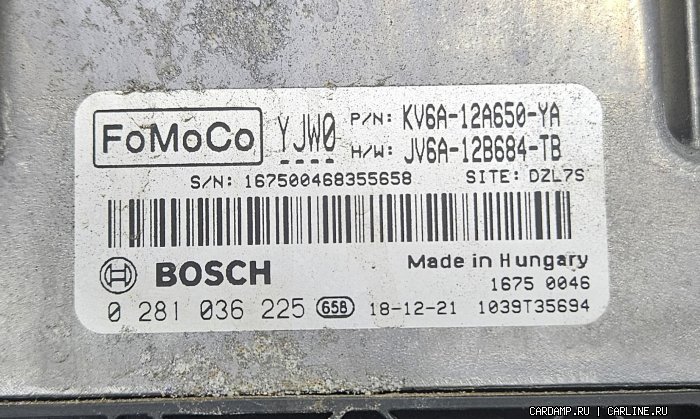 FoMoCo YJW0 P/N: KV6A-12A650-YA
H/W: JV6A-12B684-TB
S/N: 167500468355658 SITE: DZL7S
BOSCH Made in Hungary
1675 0046
0 281 036 225 658 18-12-21 1039T35694
CARDAMP.RU | CARLINE.RU